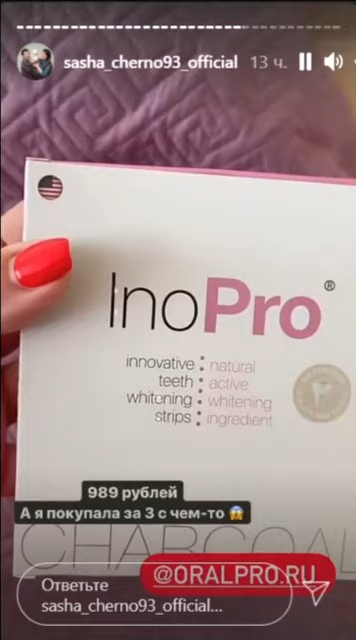 sasha_cherno93_official 13 ч.
InoPro®
innovative natural
teeth active
whitening whitening
strips ingredient
989 рублей
А я покупала за 3 с чем-то 😱
CHARCOAL
@ORALPRO.RU
Ответьте
sasha_cherno93_official...